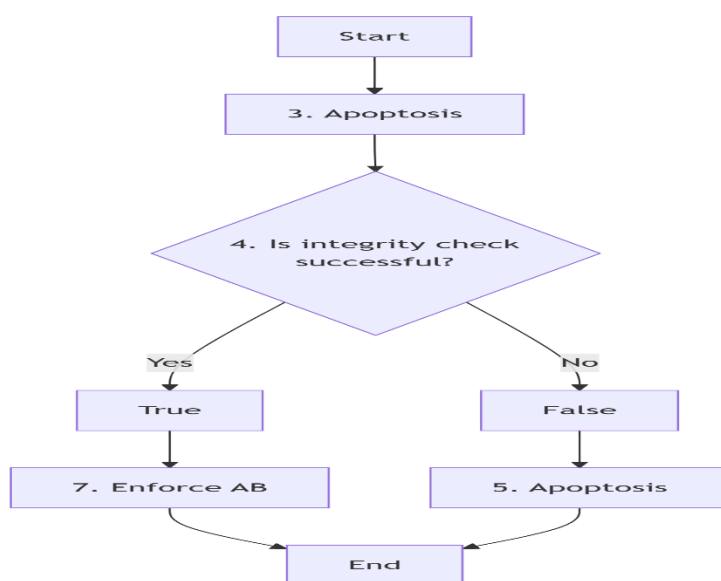 Start
3. Apoptosis
4. Is integrity check
successful?
Yes
No
True
False
7. Enforce AB
5. Apoptosis
End